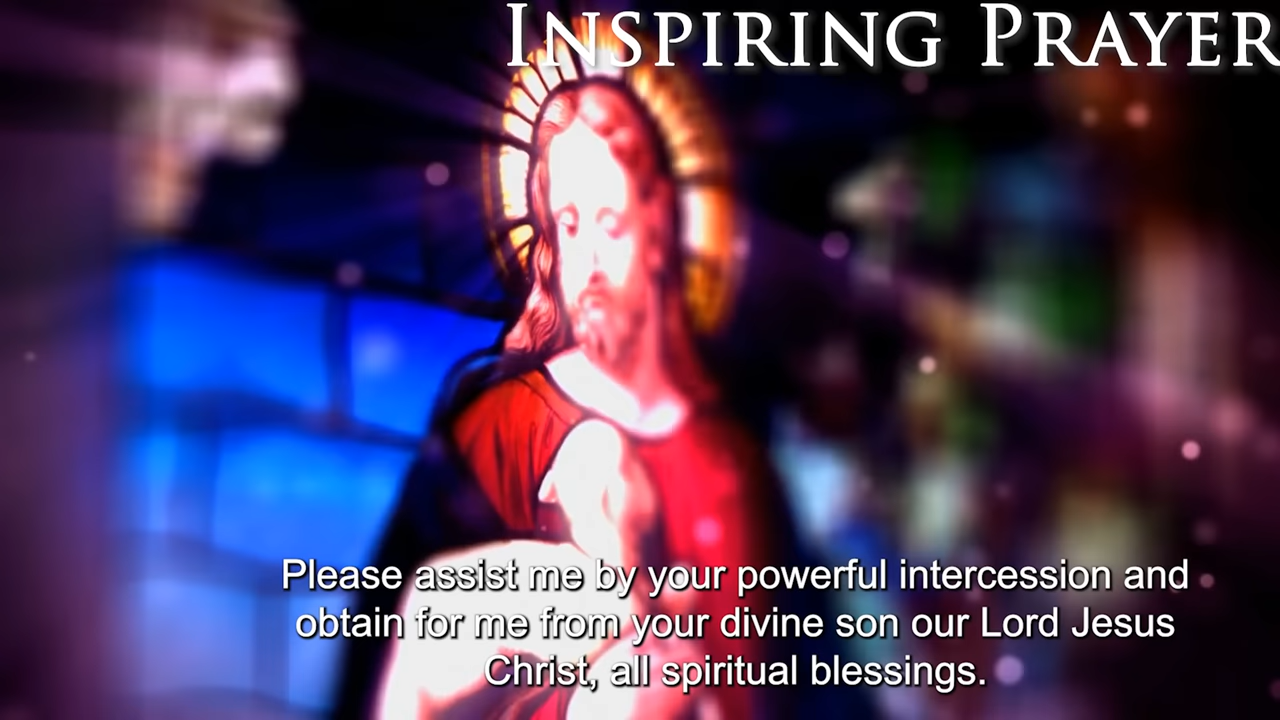 INSPIRING PRAYER
Please assist me by your powerful intercession and
obtain for me from your divine son our Lord Jesus
Christ, all spiritual blessings.